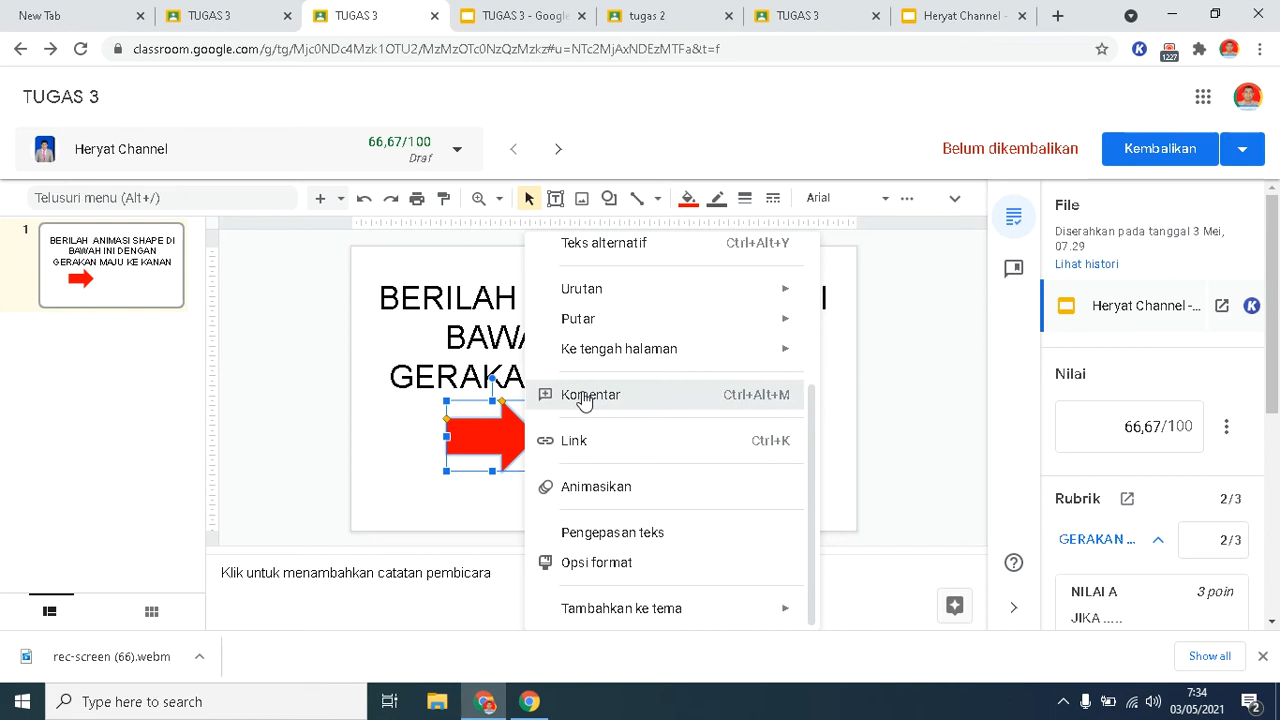 New Tab
TUGAS 3
TUGAS 3
TUGAS 3 - Google
tugas 2
TUGAS 3
Heryat Channel -
classroom.google.com/g/tg/Mjc0NDc4Mzk1OTU2/MzMzOTc0NzQzMzkz#u=NTc2MjAxNDEzMTFa&t=f
1227
TUGAS 3
Heryat Channel
66,67/100
Draf
Belum dikembalikan
Kembalikan
Telusuri menu (Alt+/)
Arial
File
Diserahkan pada tanggal 3 Mei,
07.29
Lihat histori
Heryat Channel -...
Nilai
66,67/100
Rubrik
2/3
GERAKAN ...
2/3
NILAI A
3 poin
JIKA .....
1
BERILAH ANIMASI SHAPE DI
BAWAH INI DENGAN
GERAKAN MAJU KE KANAN
BERILAH
I
BAWA
GERAKA
Teks alternatif Ctrl+Alt+Y
Urutan
Putar
Ke tengah halaman
Komentar Ctrl+Alt+M
Link Ctrl+K
Animasikan
Pengepasan teks
Opsi format
Tambahkan ke tema
Klik untuk menambahkan catatan pembicara
rec-screen (66).webm
Show all
Type here to search
7:34
03/05/2021
2